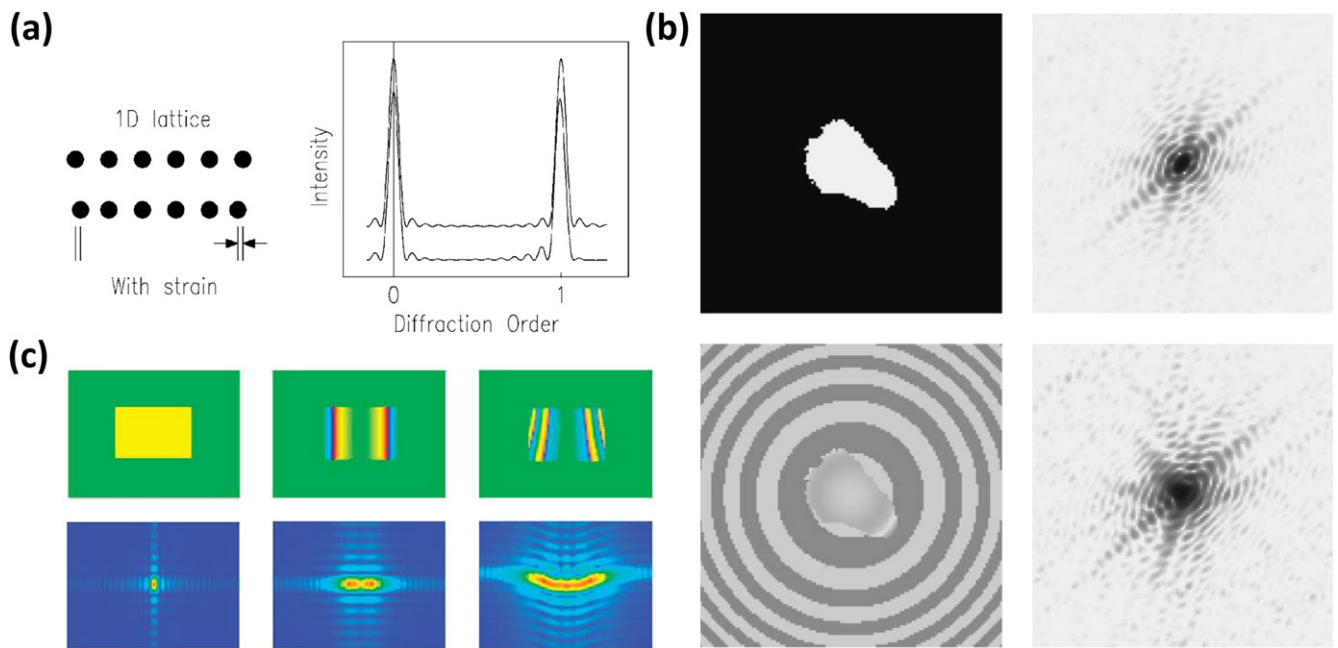 (a)
1D lattice
With strain
Intensity
0
1
Diffraction Order
(b)
(c)